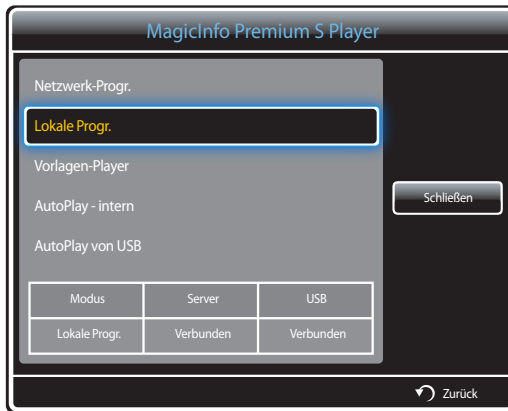 MagicInfo Premium S Player
Netzwerk-Progr.
Lokale Progr.
Vorlagen-Player
AutoPlay - intern
AutoPlay von USB
Schließen
Modus Server USB
Lokale Progr. Verbunden Verbunden
Zurück